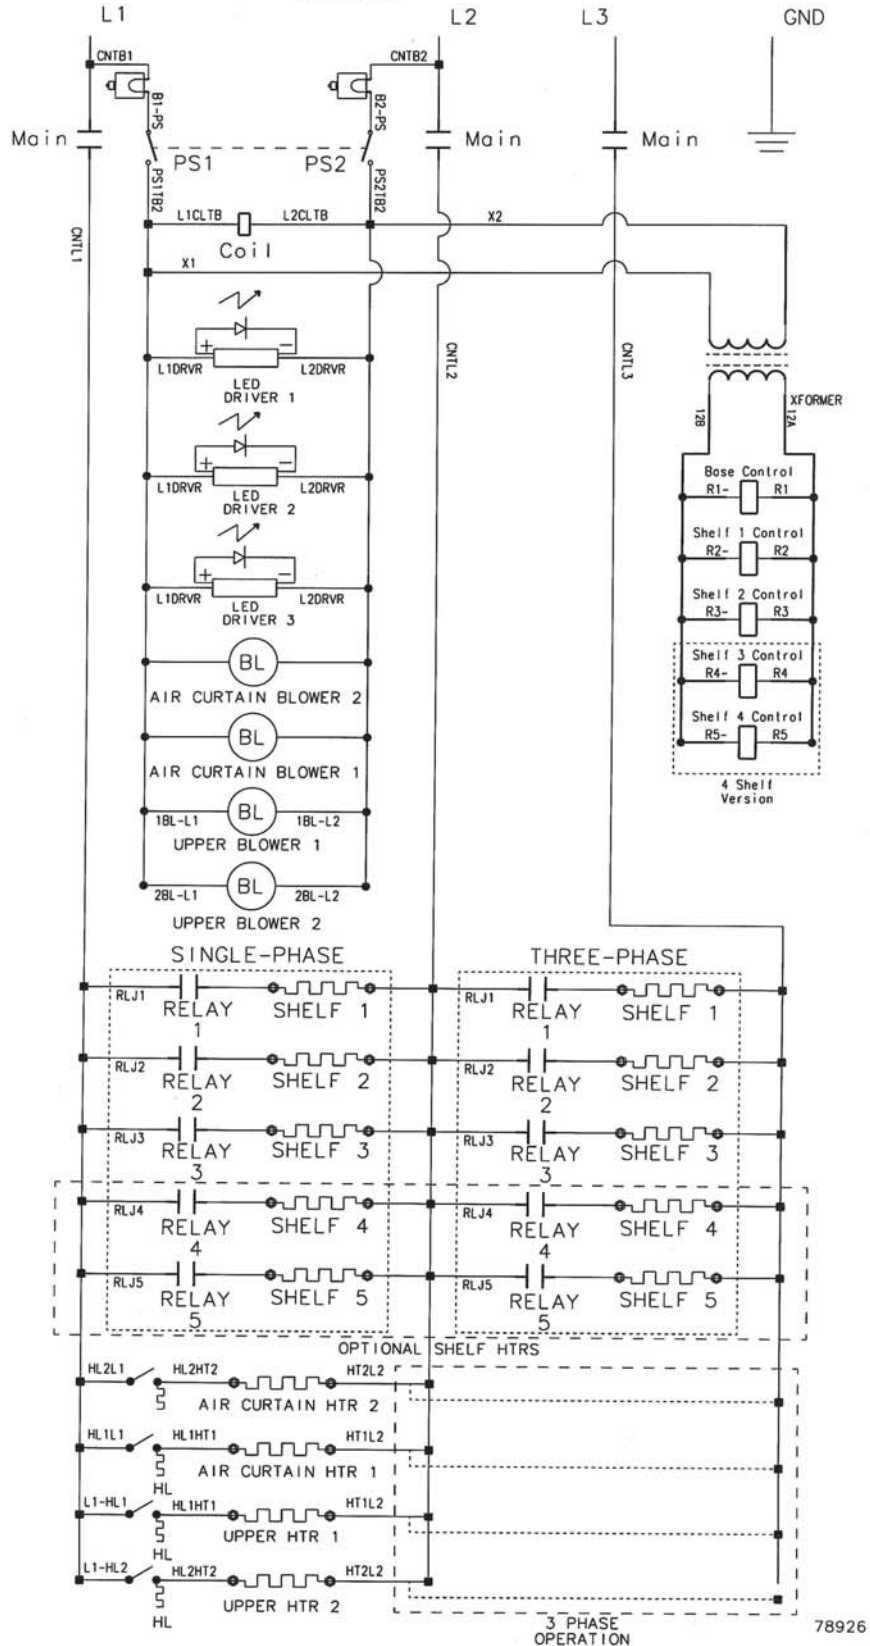 L1 L2 L3 GND
CNTB1 CNTB2
B1-PS B2-PS
Main Main Main
PS1 PS2
PS1TB2 PS2TB2
L1CLTB L2CLTB X2
Coil
CNTL1
X1
CNTL2 CNTL3
+ −
L1DRVR L2DRVR
LED
DRIVER 1
XFORMER
12B 12A
+ −
L1DRVR L2DRVR
LED
DRIVER 2
Base Control
R1- R1
Shelf 1 Control
R2- R2
+ −
L1DRVR L2DRVR
LED
DRIVER 3
Shelf 2 Control
R3- R3
BL
AIR CURTAIN BLOWER 2
Shelf 3 Control
R4- R4
BL
AIR CURTAIN BLOWER 1
Shelf 4 Control
R5- R5
4 Shelf
Version
1BL-L1 BL 1BL-L2
UPPER BLOWER 1
2BL-L1 BL 2BL-L2
UPPER BLOWER 2
SINGLE-PHASE THREE-PHASE
RLJ1 RELAY SHELF 1 RLJ1 RELAY SHELF 1
1 1
RLJ2 RELAY SHELF 2 RLJ2 RELAY SHELF 2
2 2
RLJ3 RELAY SHELF 3 RLJ3 RELAY SHELF 3
3 3
RLJ4 RELAY SHELF 4 RLJ4 RELAY SHELF 4
4 4
RLJ5 RELAY SHELF 5 RLJ5 RELAY SHELF 5
5 5
OPTIONAL SHELF HTRS
HL2L1 HL2HT2 HT2L2
AIR CURTAIN HTR 2
HL1L1 HL1HT1 HT1L2
AIR CURTAIN HTR 1
HL
L1-HL1 HL1HT1 HT1L2
UPPER HTR 1
HL
L1-HL2 HL2HT2 HT2L2
UPPER HTR 2
HL
3 PHASE
OPERATION
78926